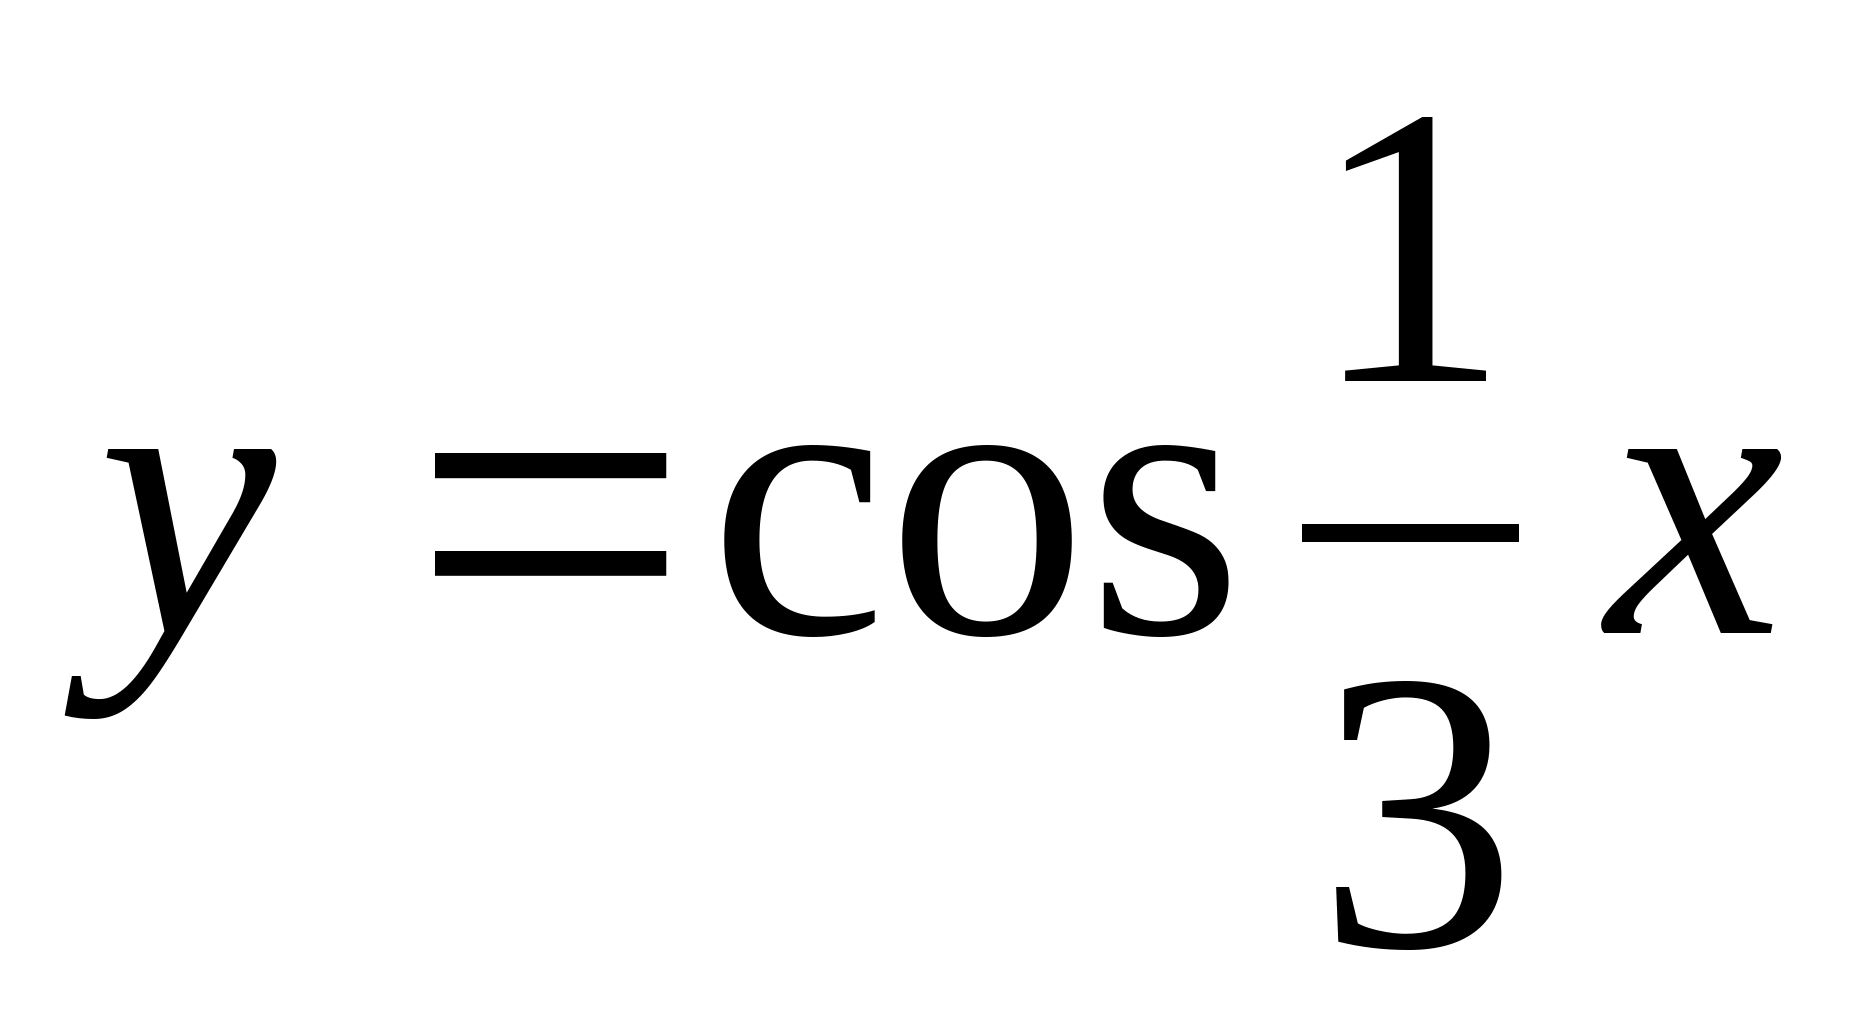 y = cos 1/3 x